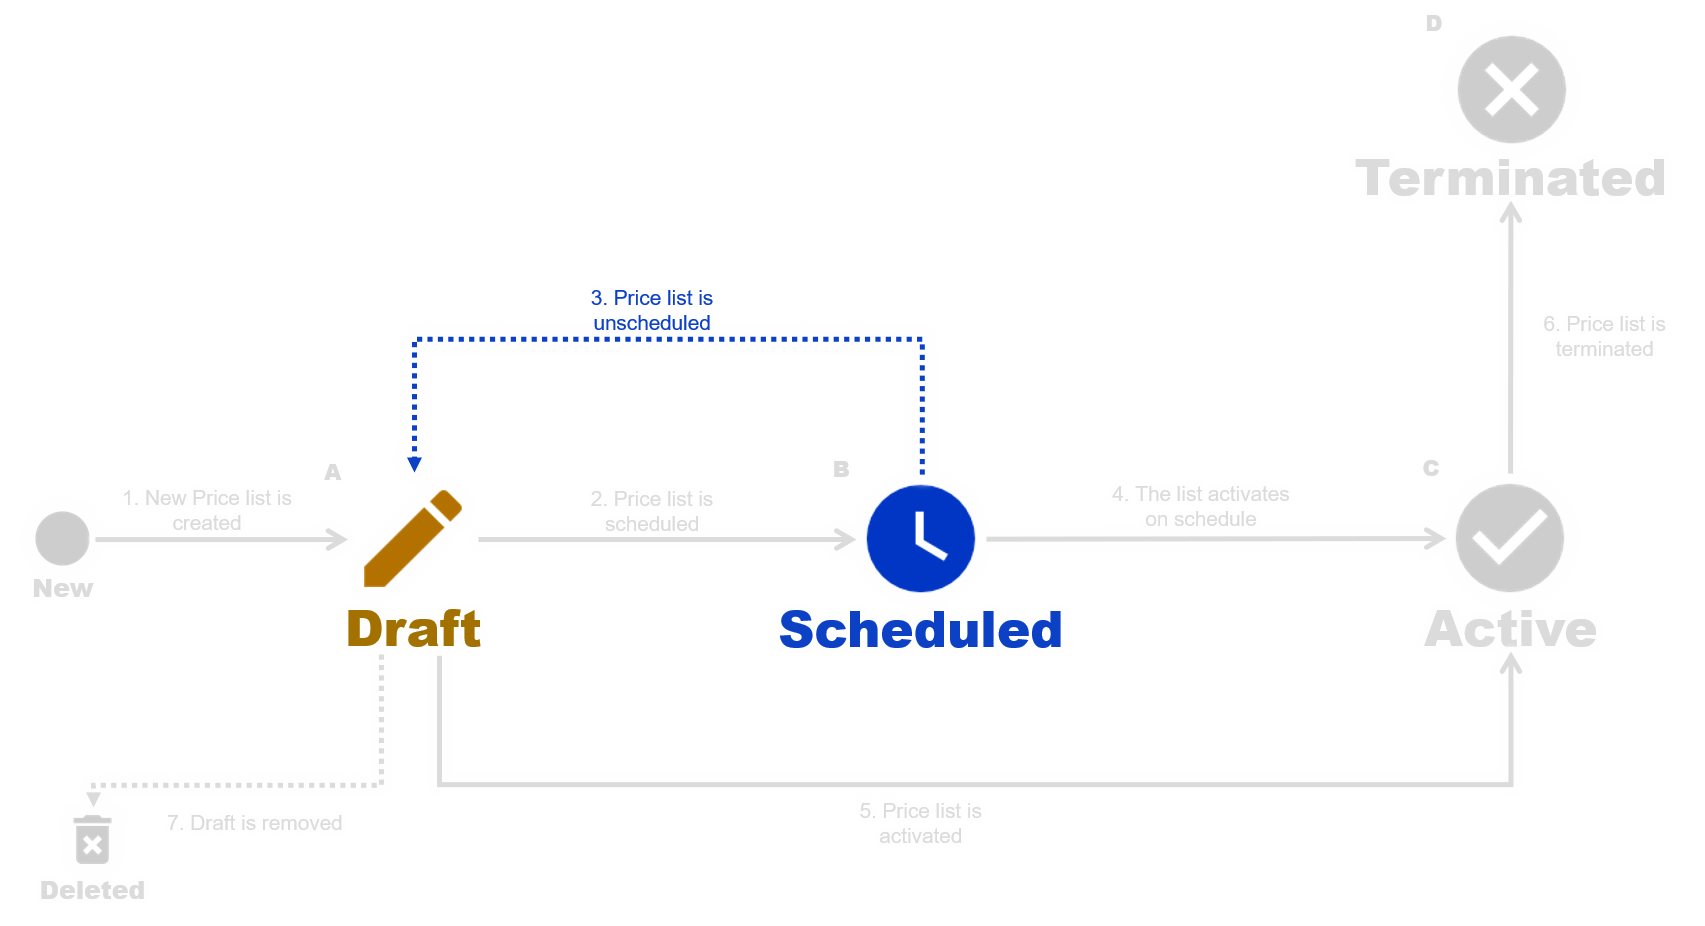 D
Terminated
3. Price list is
unscheduled
6. Price list is
terminated
A
B
C
1. New Price list is
created
2. Price list is
scheduled
4. The list activates
on schedule
New
Draft
Scheduled
Active
7. Draft is removed
5. Price list is
activated
Deleted